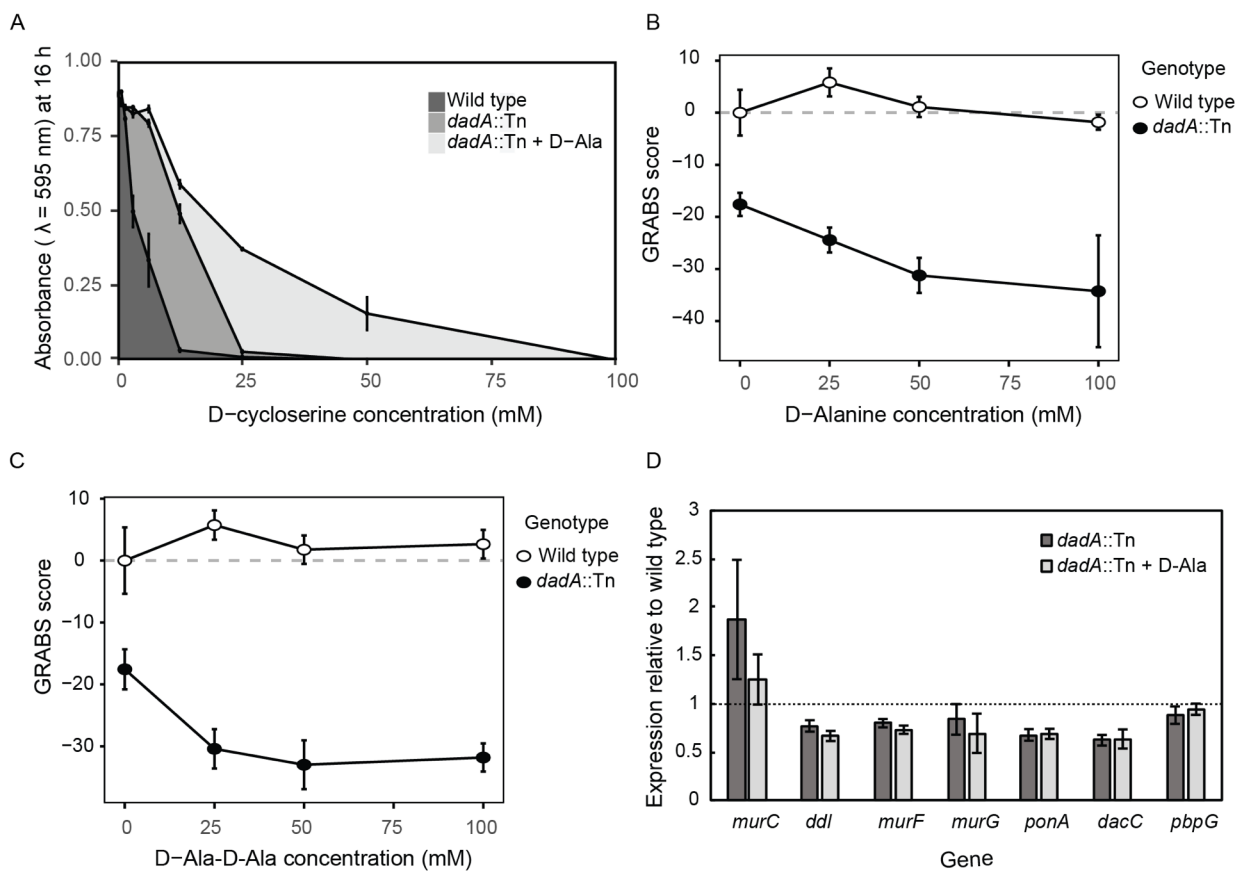 A
Absorbance ( λ = 595 nm) at 16 h
1.00
0.75
0.50
0.25
0.00
Wild type
dadA::Tn
dadA::Tn + D−Ala
0 25 50 75 100
D−cycloserine concentration (mM)
B
GRABS score
10
0
−10
−20
−30
−40
Genotype
Wild type
dadA::Tn
0 25 50 75 100
D−Alanine concentration (mM)
C
GRABS score
10
0
−10
−20
−30
Genotype
Wild type
dadA::Tn
0 25 50 75 100
D−Ala-D-Ala concentration (mM)
D
Expression relative to wild type
3
2.5
2
1.5
1
0.5
0
dadA::Tn
dadA::Tn + D-Ala
murC ddl murF murG ponA dacC pbpG
Gene